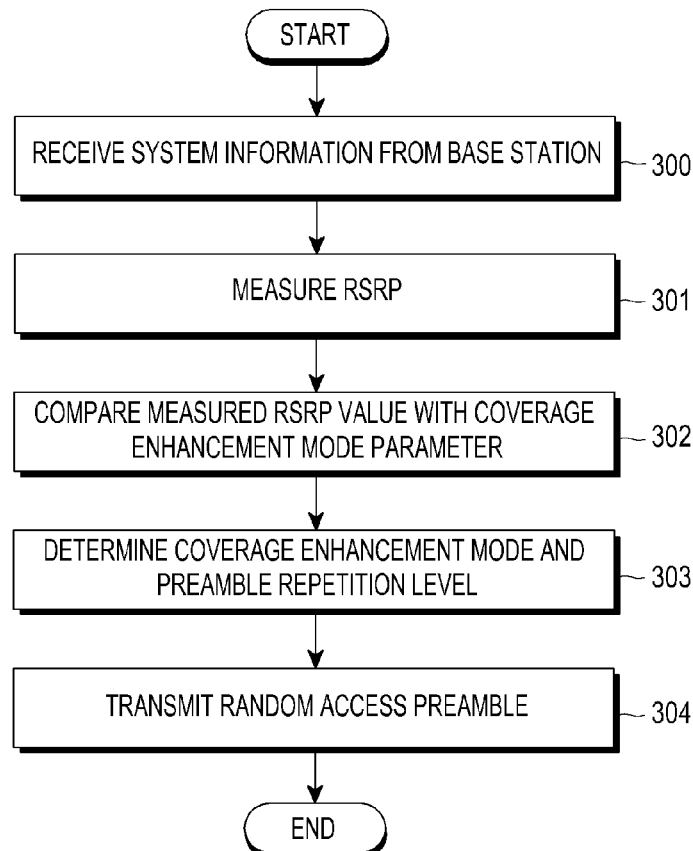 START
RECEIVE SYSTEM INFORMATION FROM BASE STATION
300
MEASURE RSRP
301
COMPARE MEASURED RSRP VALUE WITH COVERAGE
ENHANCEMENT MODE PARAMETER
302
DETERMINE COVERAGE ENHANCEMENT MODE AND
PREAMBLE REPETITION LEVEL
303
TRANSMIT RANDOM ACCESS PREAMBLE
304
END